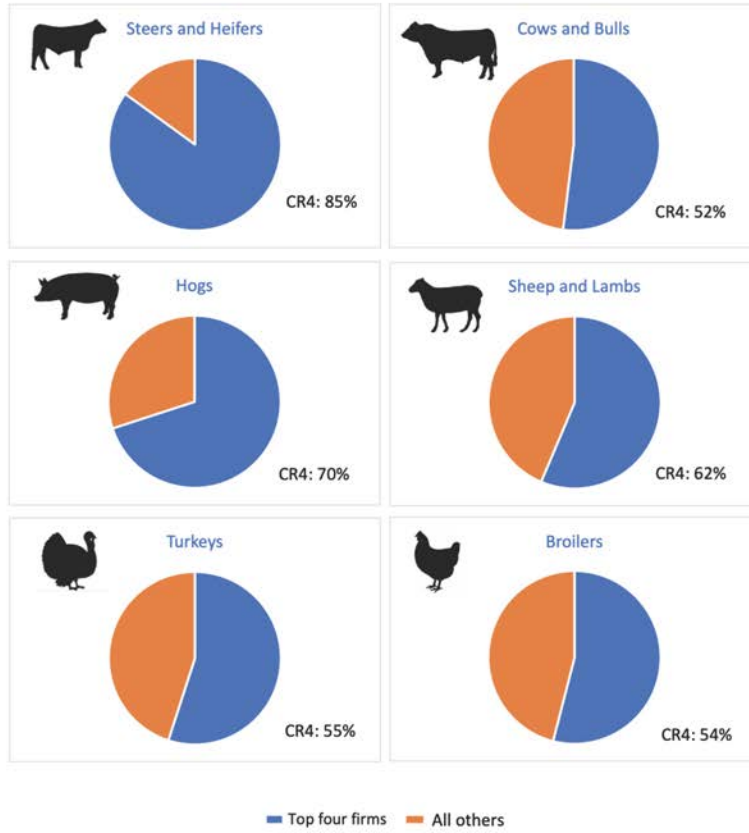 Steers and Heifers
CR4: 85%
Cows and Bulls
CR4: 52%
Hogs
CR4: 70%
Sheep and Lambs
CR4: 62%
Turkeys
CR4: 55%
Broilers
CR4: 54%
Top four firms
All others